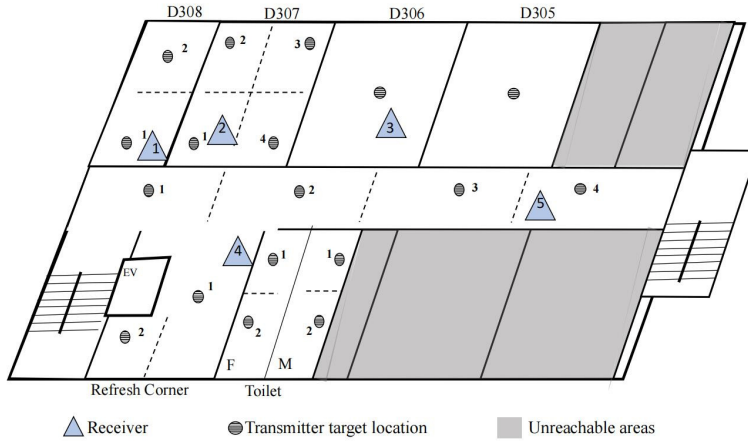 D308 D307 D306 D305
2 2 3
1 1 2 1 4 3
1 2 3 5 4
4 1 1
EV
1
2 2 2
F M
Refresh Corner Toilet
Receiver Transmitter target location Unreachable areas